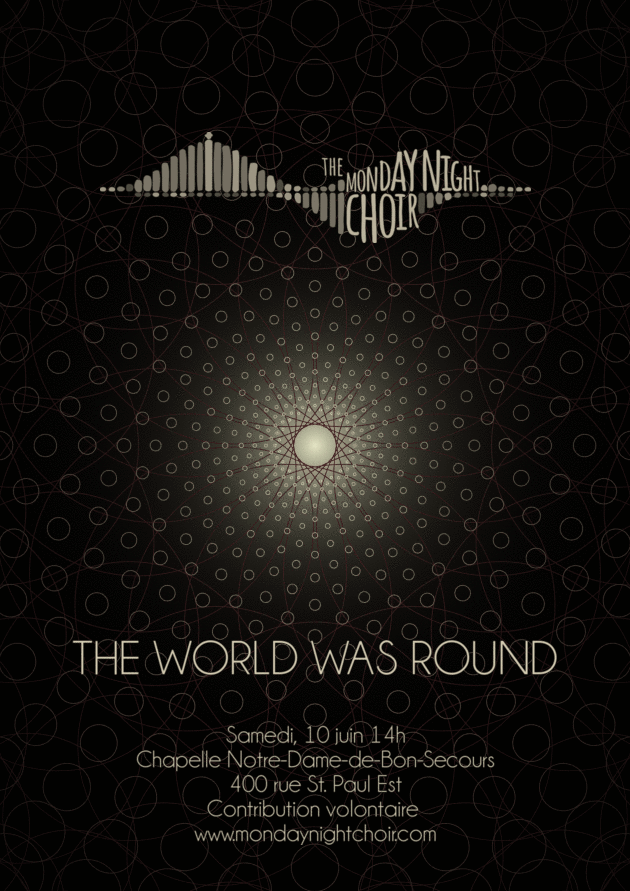 THE MONDAY NIGHT
CHOIR
THE WORLD WAS ROUND
Samedi, 10 juin 14h
Chapelle Notre-Dame-de-Bon-Secours
400 rue St. Paul Est
Contribution volontaire
www.mondaynightchoir.com